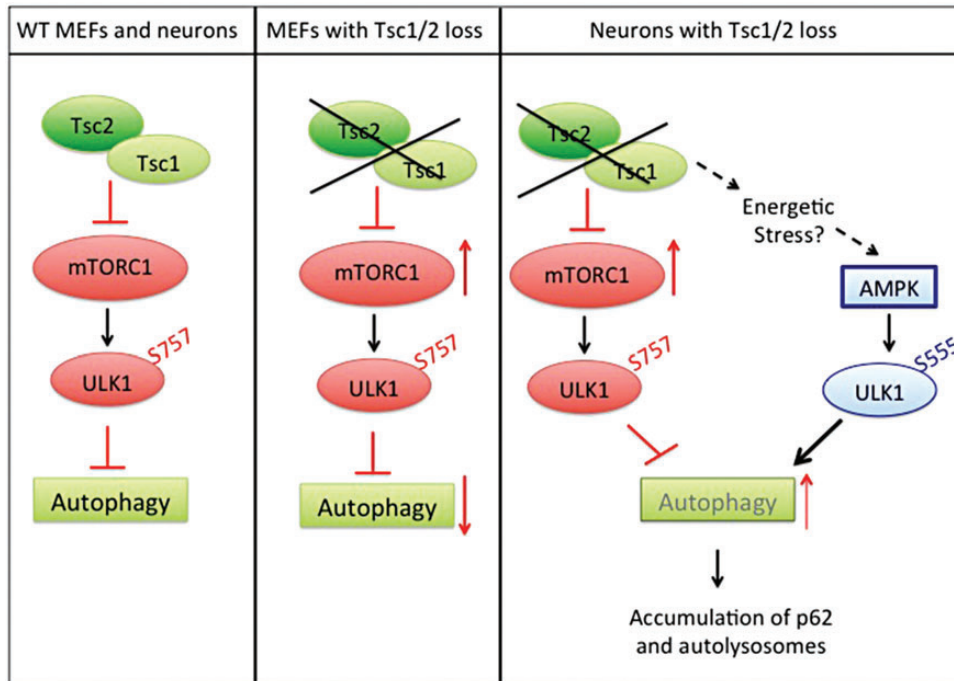 WT MEFs and neurons
Tsc2
Tsc1
mTORC1
S757
ULK1
Autophagy
MEFs with Tsc1/2 loss
Tsc2
Tsc1
mTORC1
S757
ULK1
Autophagy
Neurons with Tsc1/2 loss
Tsc2
Tsc1
Energetic
Stress?
mTORC1
AMPK
S757
S555
ULK1
ULK1
Autophagy
Accumulation of p62
and autolysosomes